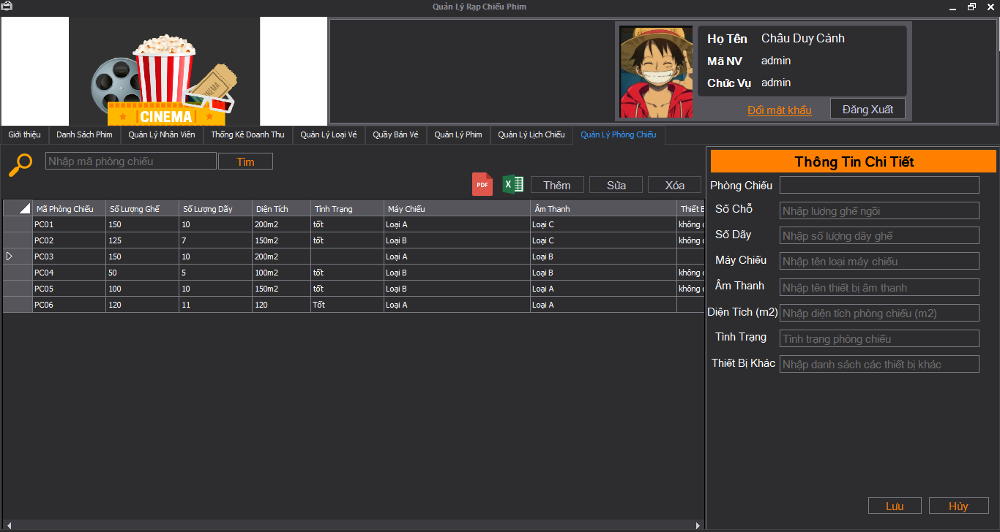 Quản Lý Rạp Chiếu Phim
CINEMA
CINEMA
Họ Tên Châu Duy Cảnh
Mã NV admin
Chức Vụ admin
Đổi mật khẩu Đăng Xuất
Giới thiệu Danh Sách Phim Quản Lý Nhân Viên Thống Kê Doanh Thu Quản Lý Loại Vé Quầy Bán Vé Quản Lý Phim Quản Lý Lịch Chiếu Quản Lý Phòng Chiếu
Nhập mã phòng chiếu Tìm
PDF X Thêm Sửa Xóa
Mã Phòng Chiếu Số Lượng Ghế Số Lượng Dãy Diện Tích Tình Trạng Máy Chiếu Âm Thanh Thiết B
PC01 150 10 200m2 tốt Loại A Loại C không c
PC02 125 7 150m2 tốt Loại B Loại C không c
PC03 150 10 200m2 Loại A Loại B
PC04 50 5 100m2 tốt Loại B Loại B không c
PC05 100 10 150m2 tốt Loại B Loại A không c
PC06 120 11 120 Tốt Loại A Loại A
Thông Tin Chi Tiết
Phòng Chiếu
Số Chỗ Nhập lượng ghế ngồi
Số Dãy Nhập số lượng dãy ghế
Máy Chiếu Nhập tên loại máy chiếu
Âm Thanh Nhập tên thiết bị âm thanh
Diện Tích (m2) Nhập diện tích phòng chiếu (m2)
Tình Trạng Tình trạng phòng chiếu
Thiết Bị Khác Nhập danh sách các thiết bị khác
Lưu Hủy